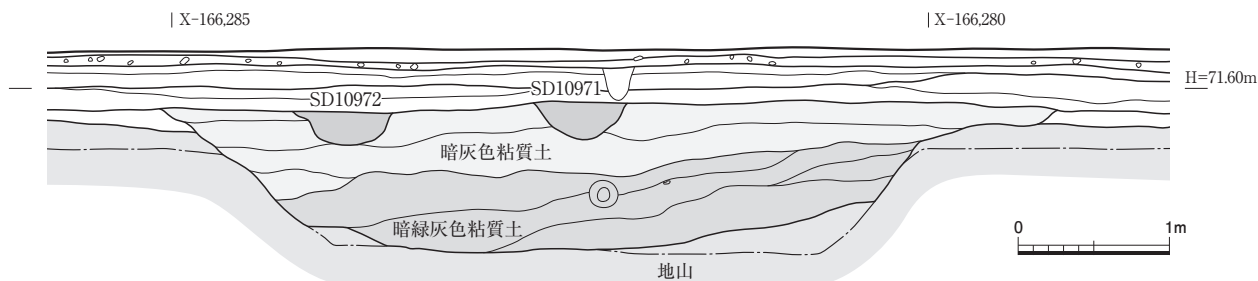 X-166,285
X-166,280
H=71.60m
SD10971
SD10972
暗灰色粘質土
暗緑灰色粘質土
0 1m
地山